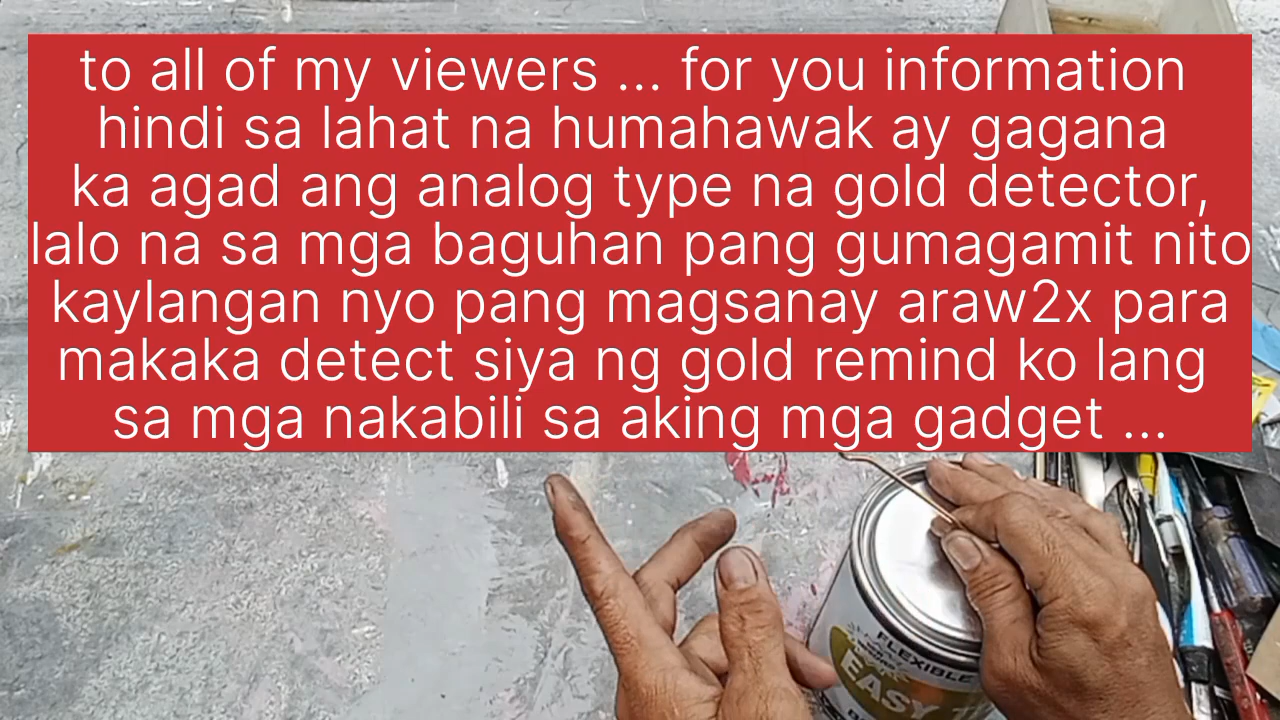 to all of my viewers ... for you information
hindi sa lahat na humahawak ay gagana
ka agad ang analog type na gold detector,
lalo na sa mga baguhan pang gumagamit nito
kaylangan nyo pang magsanay araw2x para
makaka detect siya ng gold remind ko lang
sa mga nakabili sa aking mga gadget ...
FLEXIBLE
EASY